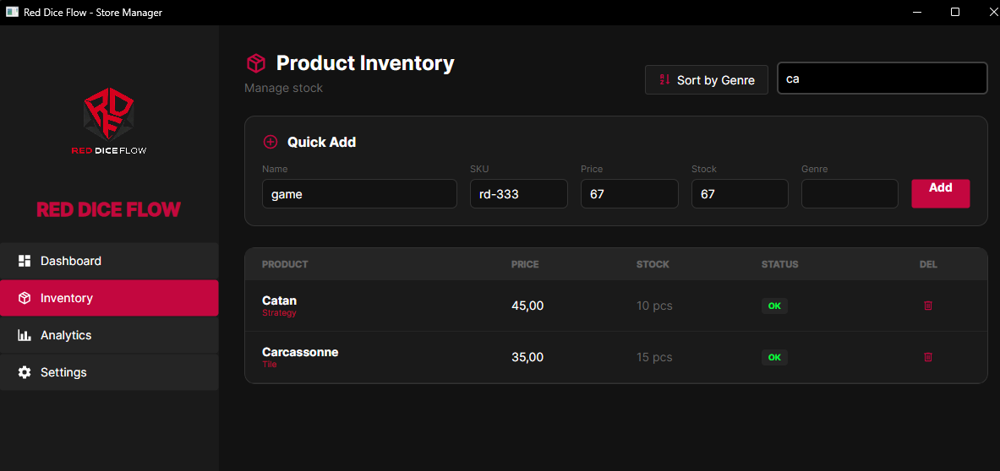 Red Dice Flow - Store Manager
RDF
RED DICEFLOW
RED DICE FLOW
Dashboard
Inventory
Analytics
Settings
Product Inventory
Manage stock
Sort by Genre
ca
Quick Add
Name SKU Price Stock Genre
game rd-333 67 67 Add
PRODUCT PRICE STOCK STATUS DEL
Catan
Strategy
45,00 10 pcs OK
Carcassonne
Tile
35,00 15 pcs OK